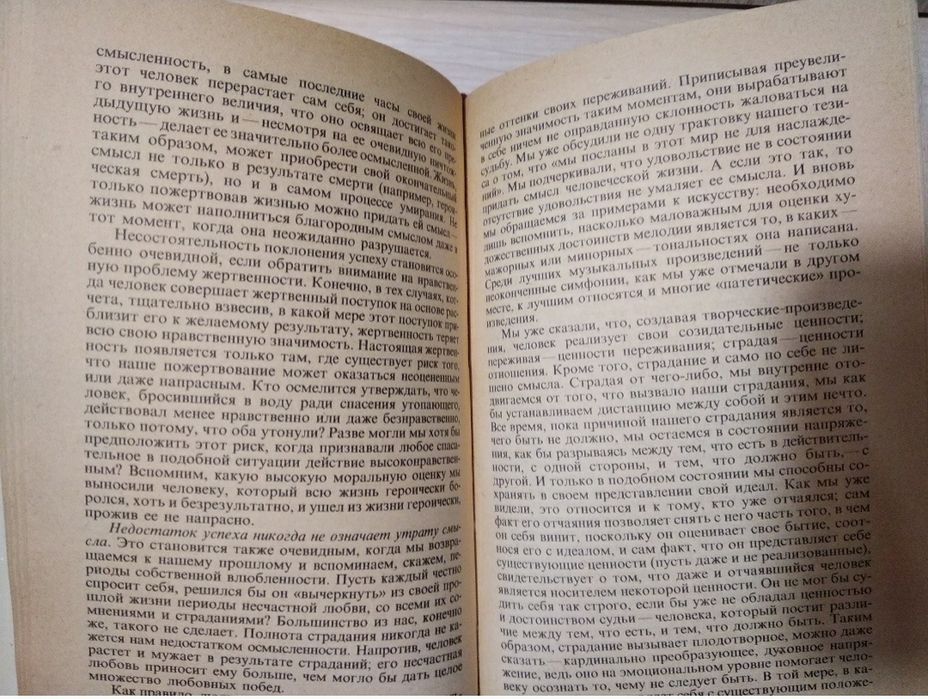 смысленность, в самые последние часы своей жизни
этот человек перерастает сам себя; он достигает тако-
го внутреннего величия, что оно освящает всю его пре-
дыдущую жизнь и—несмотря на ее очевидную ничтож-
ность—делает ее значительно более осмысленной. Жизнь,
таким образом, может приобрести свой окончательный
смысл не только в результате смерти (например, герои-
ческая смерть), но и в самом процессе умирания. Не
только пожертвовав жизнью можно придать ей смысл—
жизнь может наполниться благородным смыслом даже в
тот момент, когда она неожиданно разрушается.
Несостоятельность поклонения успеху становится осо-
бенно очевидной, если обратить внимание на нравствен-
ную проблему жертвенности. Конечно, в тех случаях, ког-
да человек совершает жертвенный поступок на основе рас-
чета, тщательно взвесив, в какой мере этот поступок при-
близит его к желаемому результату, жертвенность теряет
всю свою нравственную значимость. Настоящая жертвен-
ность появляется только там, где существует риск того,
что наше пожертвование может оказаться неоцененным
или даже напрасным. Кто осмелится утверждать, что че-
ловек, бросившийся в воду ради спасения утопающего,
действовал менее нравственно или даже безнравственно,
только потому, что оба утонули? Разве могли мы хотя бы
предположить этот риск, когда признавали любое спаса-
тельное в подобной ситуации действие высоконравствен-
ным? Вспомним, какую высокую моральную оценку мы
выносили человеку, который всю жизнь героически бо-
ролся, хоть и безрезультатно, и ушел из жизни героически,
прожив ее не напрасно.
Недостаток успеха никогда не означает утрату смы-
сла. Это становится также очевидным, когда мы возвра-
щаемся к нашему прошлому и вспоминаем, скажем, пе-
риоды собственной влюбленности. Пусть каждый честно
спросит себя, решился бы он «вычеркнуть» из своей про-
шлой жизни периоды несчастной любви, со всеми их со-
мнениями и страданиями? Большинство из нас, конечно
же, такого не сделает. Полнота страдания никогда не ка-
жется нам недостатком осмысленности. Напротив, человек
растет и мужает в результате страданий; его несчастная
любовь приносит ему больше, чем могло бы дать целое
множество любовных побед.
Как правило,
ные оттенки своих переживаний. Приписывая преувели-
ченную значимость таким моментам, они вырабатывают
в себе ничем не оправданную склонность жаловаться на
судьбу. Мы уже обсудили не одну трактовку нашего тези-
са о том, что «мы посланы в этот мир не для наслажде-
ний». Мы подчеркивали, что удовольствие не в состоянии
придать смысл человеческой жизни. А если это так, то
отсутствие удовольствия не умаляет ее смысла. И вновь
мы обращаемся за примерами к искусству: необходимо
лишь вспомнить, насколько маловажным для оценки ху-
дожественных достоинств мелодии является то, в каких—
мажорных или минорных—тональностях она написана.
Среди лучших музыкальных произведений—не только
неоконченные симфонии, как мы уже отмечали в другом
месте, к лучшим относятся и многие «патетические» про-
изведения.
Мы уже сказали, что, создавая творческие-произведе-
ния, человек реализует свои созидательные ценности;
переживая—ценности переживания; страдая—ценности
отношения. Кроме того, страдание и само по себе не ли-
шено смысла. Страдая от чего-либо, мы внутренне ото-
двигаемся от того, что вызвало наши страдания, мы как
бы устанавливаем дистанцию между собой и этим нечто.
Все время, пока причиной нашего страдания является то,
чего быть не должно, мы остаемся в состоянии напряже-
ния, как бы разрываясь между тем, что есть в действитель-
ности, с одной стороны, и тем, что должно быть,—с
другой. И только в подобном состоянии мы способны со-
хранять в своем представлении свой идеал. Как мы уже
видели, это относится и к тому, кто уже отчаялся; сам
факт его отчаяния позволяет снять с него часть того, в чем
он себя винит, поскольку он оценивает свое бытие, соот-
нося его с идеалом, и сам факт, что он представляет себе
существующие ценности (пусть даже и не реализованные),
свидетельствует о том, что даже и отчаявшийся человек
является носителем некоторой ценности. Он не мог бы су-
дить себя так строго, если бы уже не обладал ценностью
и достоинством судьи—человека, который постиг разли-
чие между тем, что есть, и тем, что должно быть. Таким
образом, страдание вызывает плодотворное, можно даже
сказать—кардинально преобразующее, духовное напря-
жение, ведь оно на эмоциональном уровне помогает чело-
веку осознать то, чему не следует быть. В той мере, в ка-
себя с существующим положе-